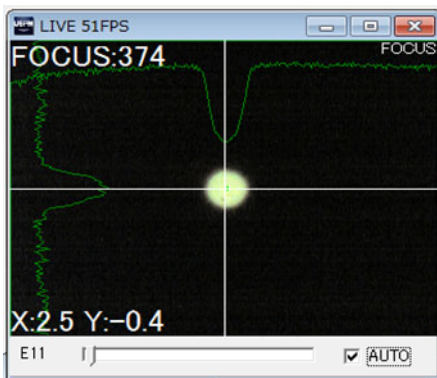 LIVE 51FPS
FOCUS:374
FOCUS
X:2.5 Y:-0.4
E11
AUTO